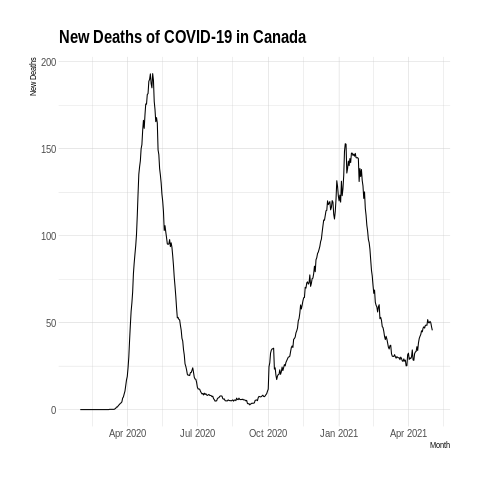 New Deaths of COVID-19 in Canada
New Deaths
200
150
100
50
0
Apr 2020 Jul 2020 Oct 2020 Jan 2021 Apr 2021
Month